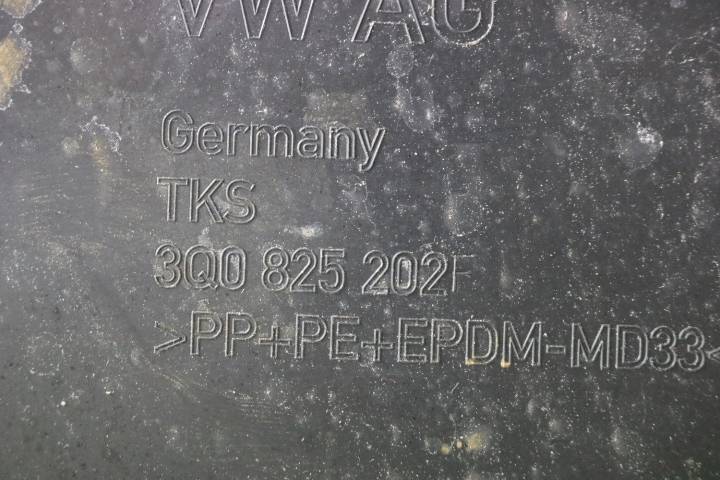 VW AG
Germany
TKS
3Q0 825 202F
>PP+PE+EPDM-MD33<